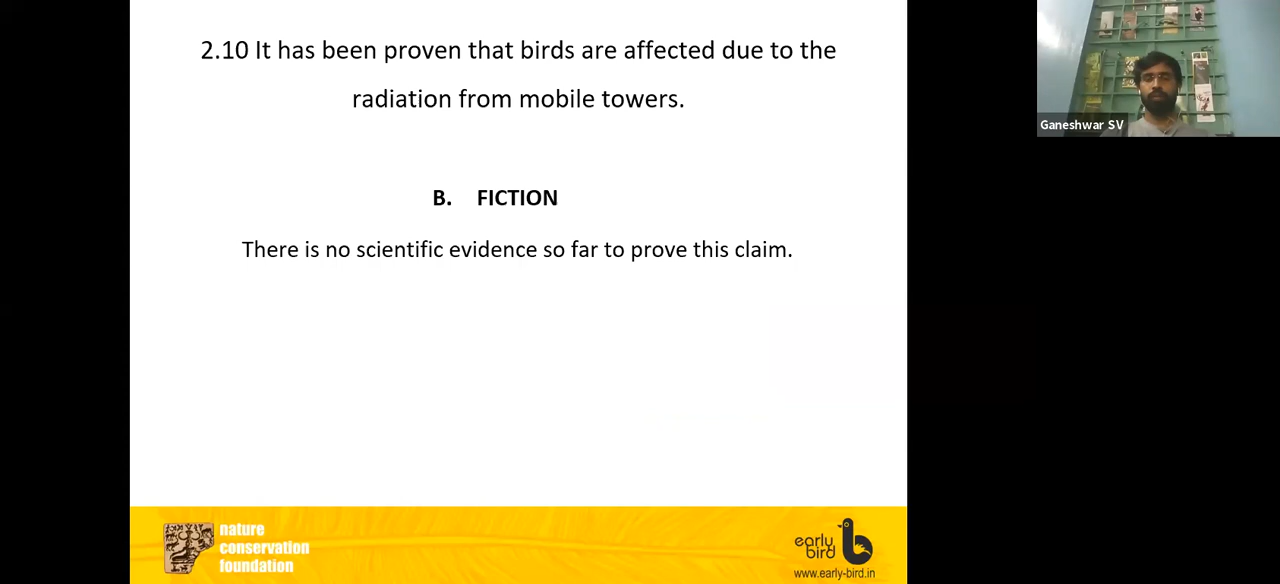 2.10 It has been proven that birds are affected due to the
radiation from mobile towers.
B. FICTION
There is no scientific evidence so far to prove this claim.
Ganeshwar SV
nature
conservation
foundation
early
bird
www.early-bird.in